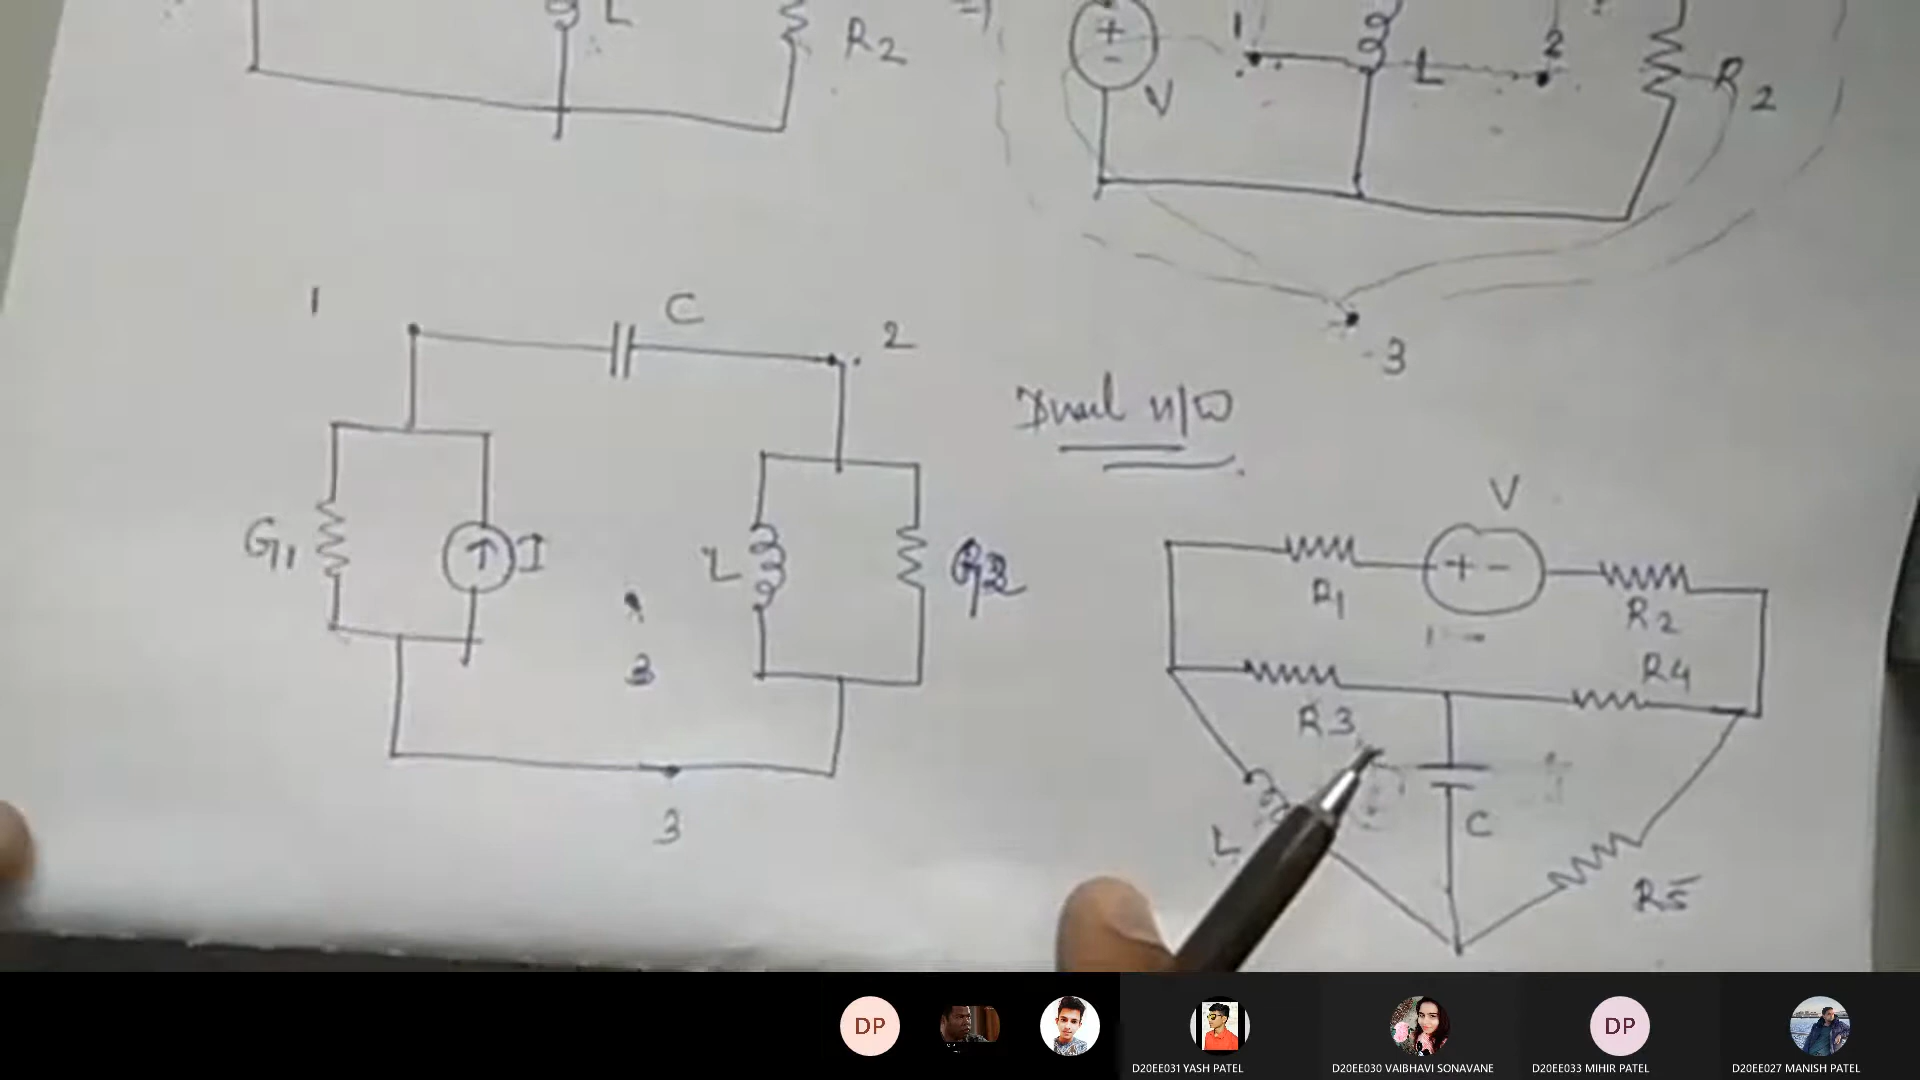 L
R2
+
-
V
1
L
2
R2
3
1
C
2
G1
I
L
3
3
Dual n/w
V
R1
+ -
R2
R3
R4
L
C
R5
DP
DP
D20EE031 YASH PATEL
D20EE030 VAIBHAVI SONAVANE
D20EE033 MIHIR PATEL
D20EE027 MANISH PATEL